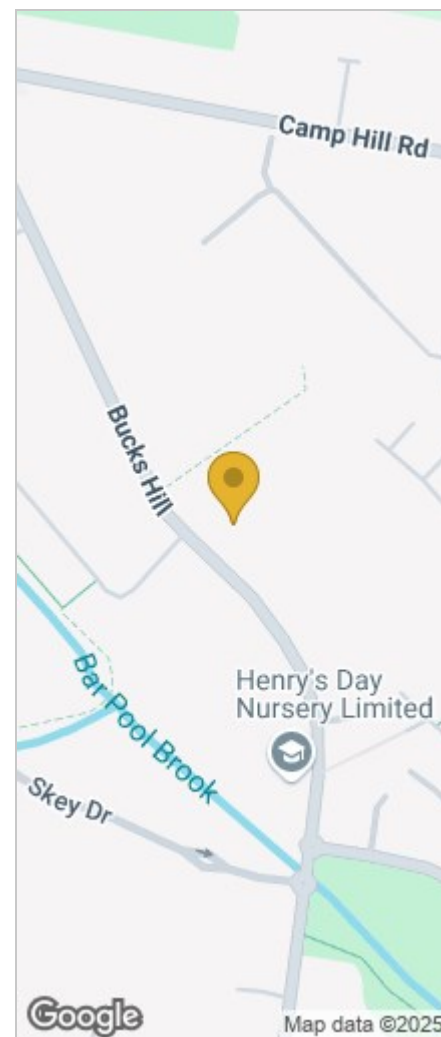 Camp Hill Rd
Bucks Hill
Henry's Day
Nursery Limited
Bar Pool Brook
Skey Dr
Google
Map data ©2025